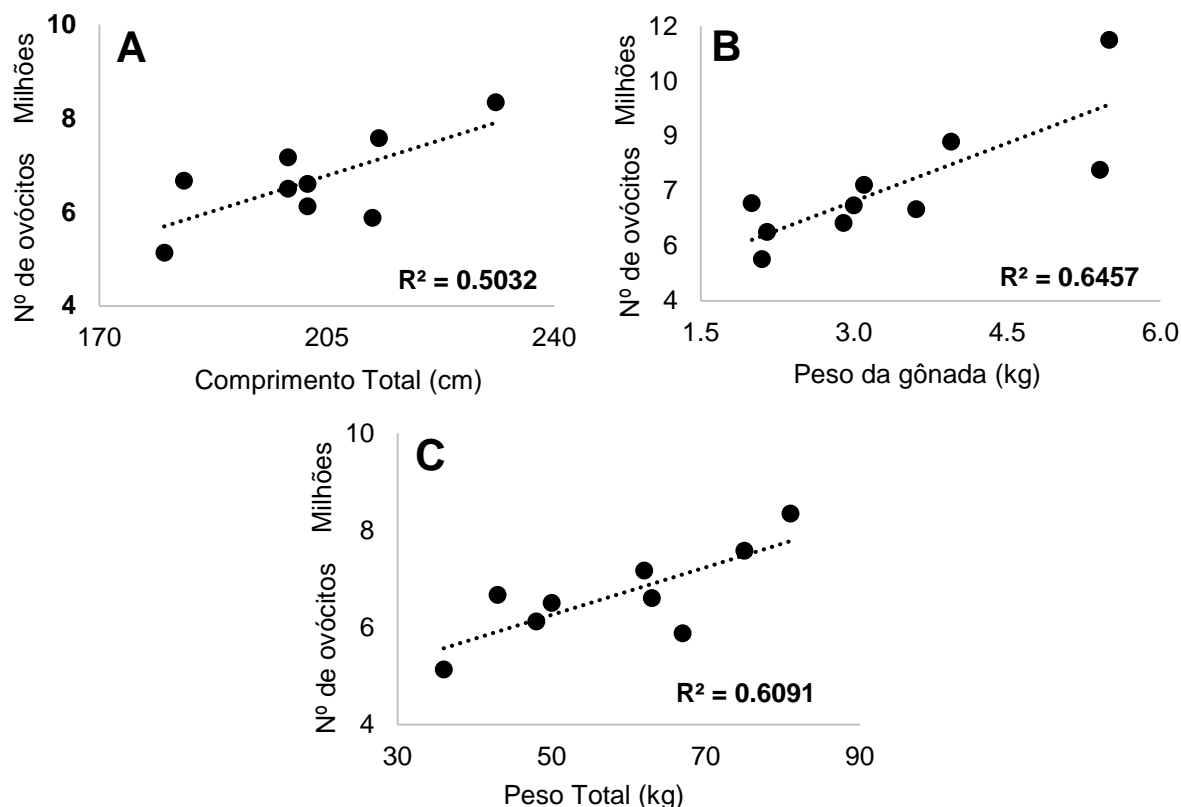 A
Nº de ovócitos Milhões
10
8
6
4
170 205 240
R² = 0.5032
Comprimento Total (cm)
B
Nº de ovócitos Milhões
12
10
9
7
6
4
1.5 3.0 4.5 6.0
R² = 0.6457
Peso da gônada (kg)
C
Nº de ovócitos Milhões
10
8
6
4
30 50 70 90
R² = 0.6091
Peso Total (kg)